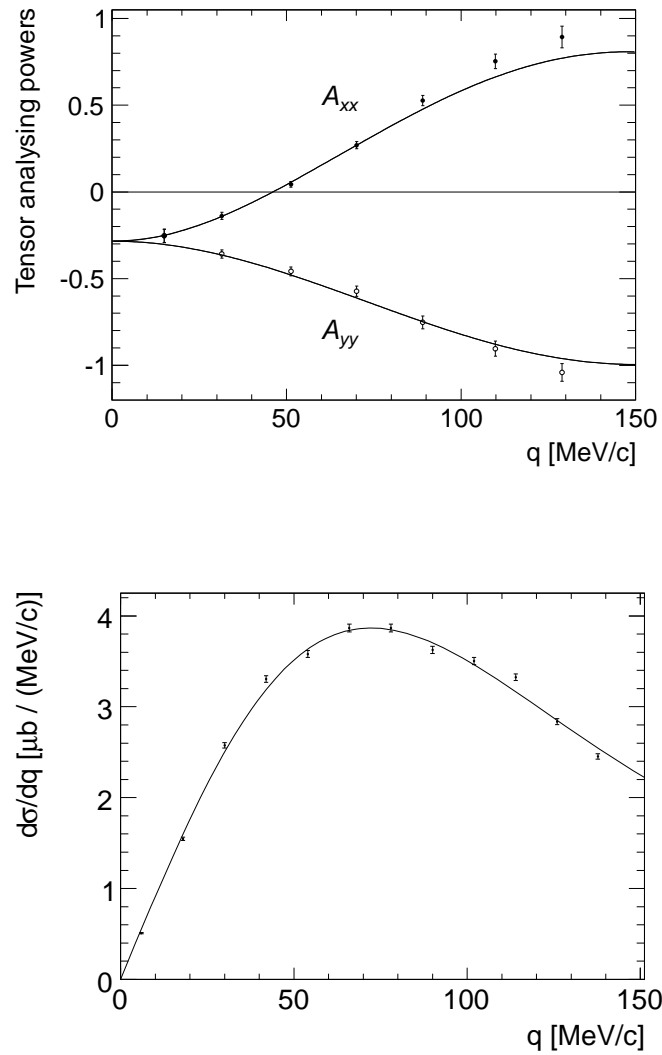 Tensor analysing powers
1
0.5
0
-0.5
-1
A_xx
A_yy
0 50 100 150
q [MeV/c]
dσ/dq [μb / (MeV/c)]
4
3
2
1
0
0 50 100 150
q [MeV/c]